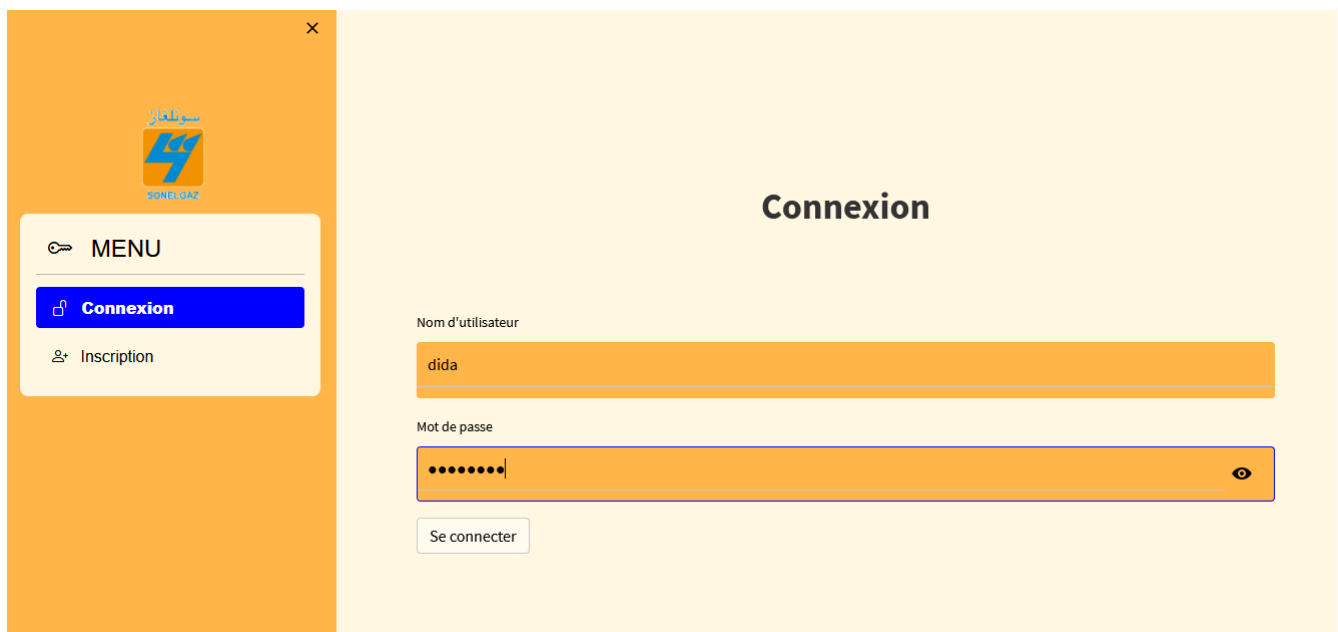 سونلغاز
SONELGAZ
MENU
Connexion
Inscription
Connexion
Nom d'utilisateur
dida
Mot de passe
••••••••
Se connecter